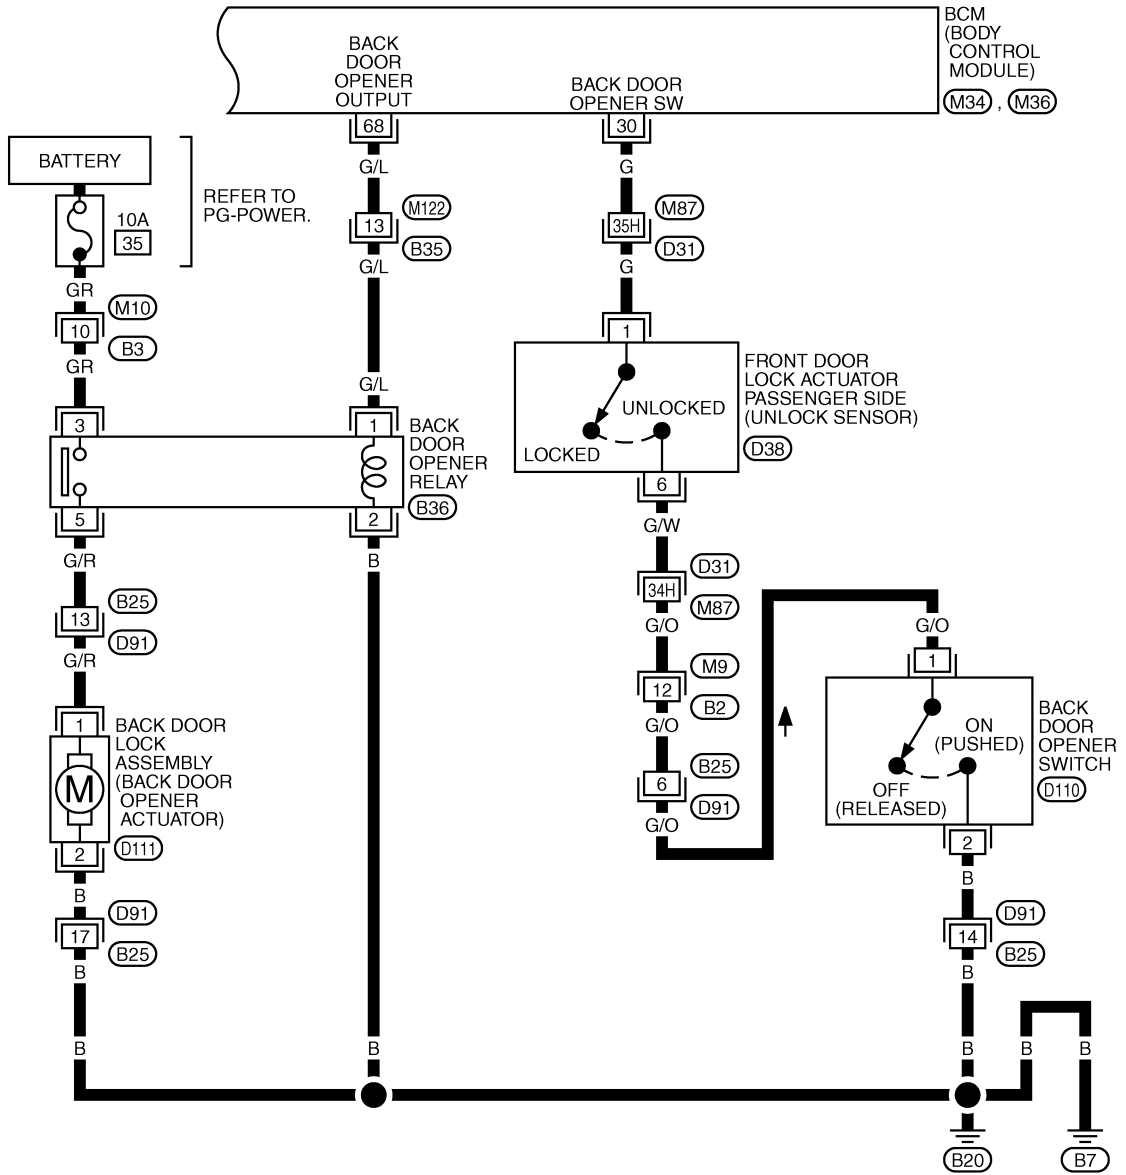 BCM
(BODY
CONTROL
MODULE)
M34 , M36
BACK
DOOR
OPENER
OUTPUT
BACK DOOR
OPENER SW
68
30
G/L
G
BATTERY
REFER TO
PG-POWER.
10A
35
13
M122
B35
35H
M87
D31
G/L
G
GR
10
M10
B3
GR
G/L
1
FRONT DOOR
LOCK ACTUATOR
PASSENGER SIDE
(UNLOCK SENSOR)
D38
UNLOCKED
LOCKED
6
3
1
BACK
DOOR
OPENER
RELAY
B36
5
2
G/R
B
G/W
34H
D31
M87
G/O
13
B25
D91
G/R
12
M9
B2
G/O
6
B25
D91
G/O
G/O
1
BACK
DOOR
OPENER
SWITCH
D110
ON
(PUSHED)
OFF
(RELEASED)
2
1
BACK DOOR
LOCK
ASSEMBLY
(BACK DOOR
OPENER
ACTUATOR)
M
2
D111
B
B
17
D91
B25
14
D91
B25
B
B
B
B
B
B
B
B20
B7